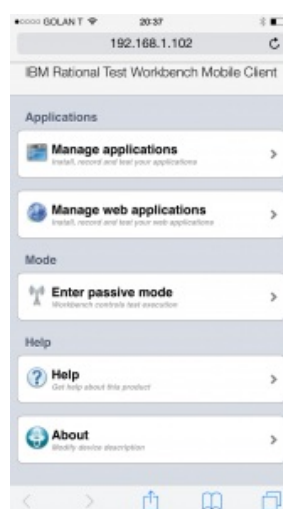 GOLAN T 20:37
192.168.1.102
IBM Rational Test Workbench Mobile Client
Applications
Manage applications
Install, record and test your applications
Manage web applications
Install, record and test your web applications
Mode
Enter passive mode
Workbench controls test execution
Help
Help
Get help about this product
About
Modify device description